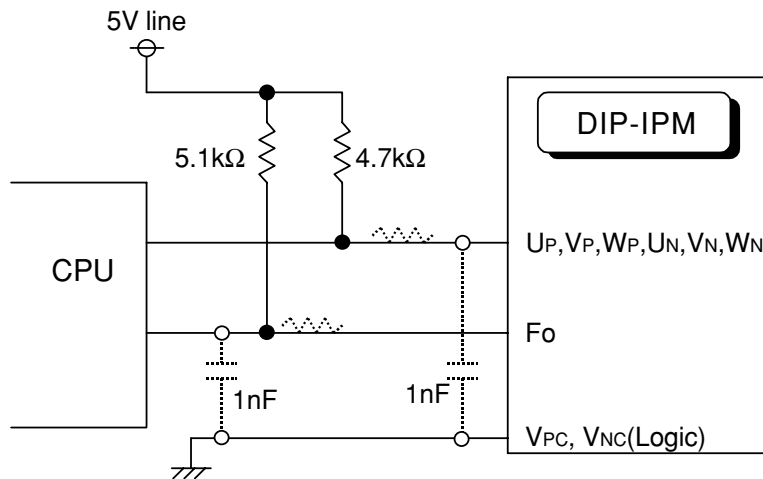 5V line
DIP-IPM
5.1kΩ
4.7kΩ
UP,VP,WP,UN,VN,WN
CPU
Fo
1nF
1nF
VPC, VNC(Logic)